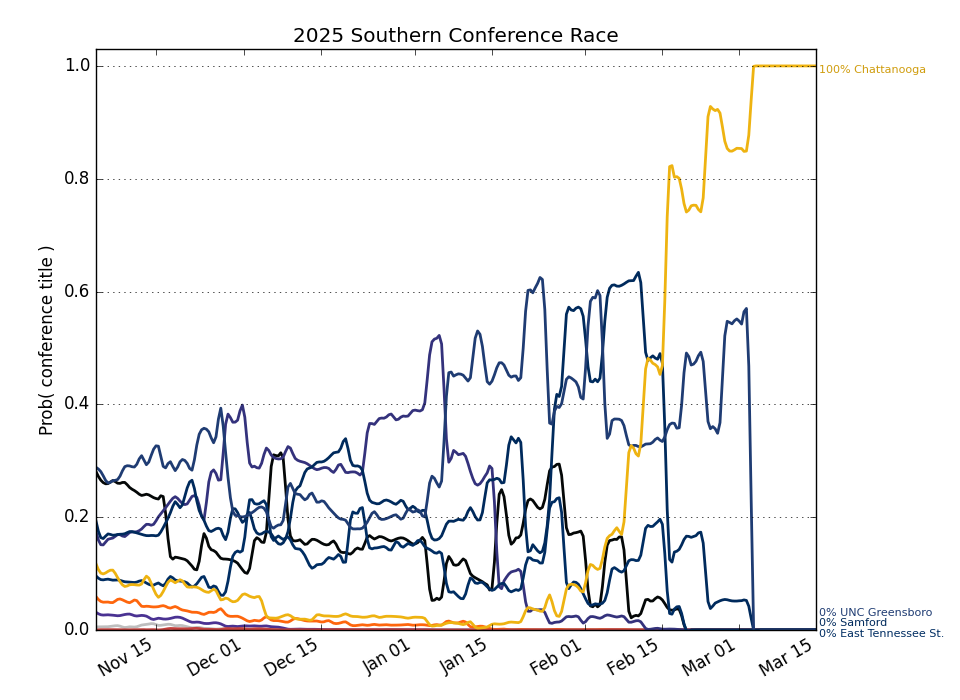 2025 Southern Conference Race
Prob( conference title )
1.0
0.8
0.6
0.4
0.2
0.0
100% Chattanooga
0% UNC Greensboro
0% Samford
0% East Tennessee St.
Nov 15
Dec 01
Dec 15
Jan 01
Jan 15
Feb 01
Feb 15
Mar 01
Mar 15